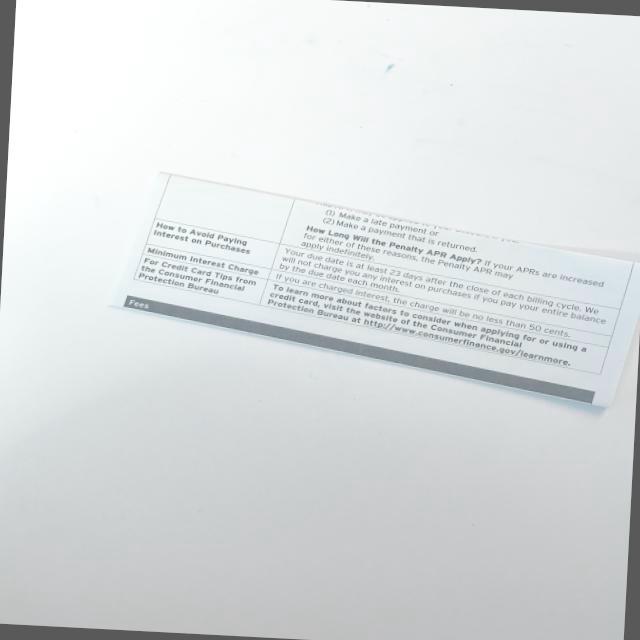 (1) Make a late payment or
(2) Make a payment that is returned.
How Long Will the Penalty APR Apply? If your APRs are increased
for either of these reasons, the Penalty APR may
apply indefinitely.
How to Avoid Paying
Interest on Purchases
Your due date is at least 23 days after the close of each billing cycle. We
will not charge you any interest on purchases if you pay your entire balance
by the due date each month.
Minimum Interest Charge
If you are charged interest, the charge will be no less than 50 cents.
For Credit Card Tips from
the Consumer Financial
Protection Bureau
To learn more about factors to consider when applying for or using a
credit card, visit the website of the Consumer Financial
Protection Bureau at http://www.consumerfinance.gov/learnmore.
Fees